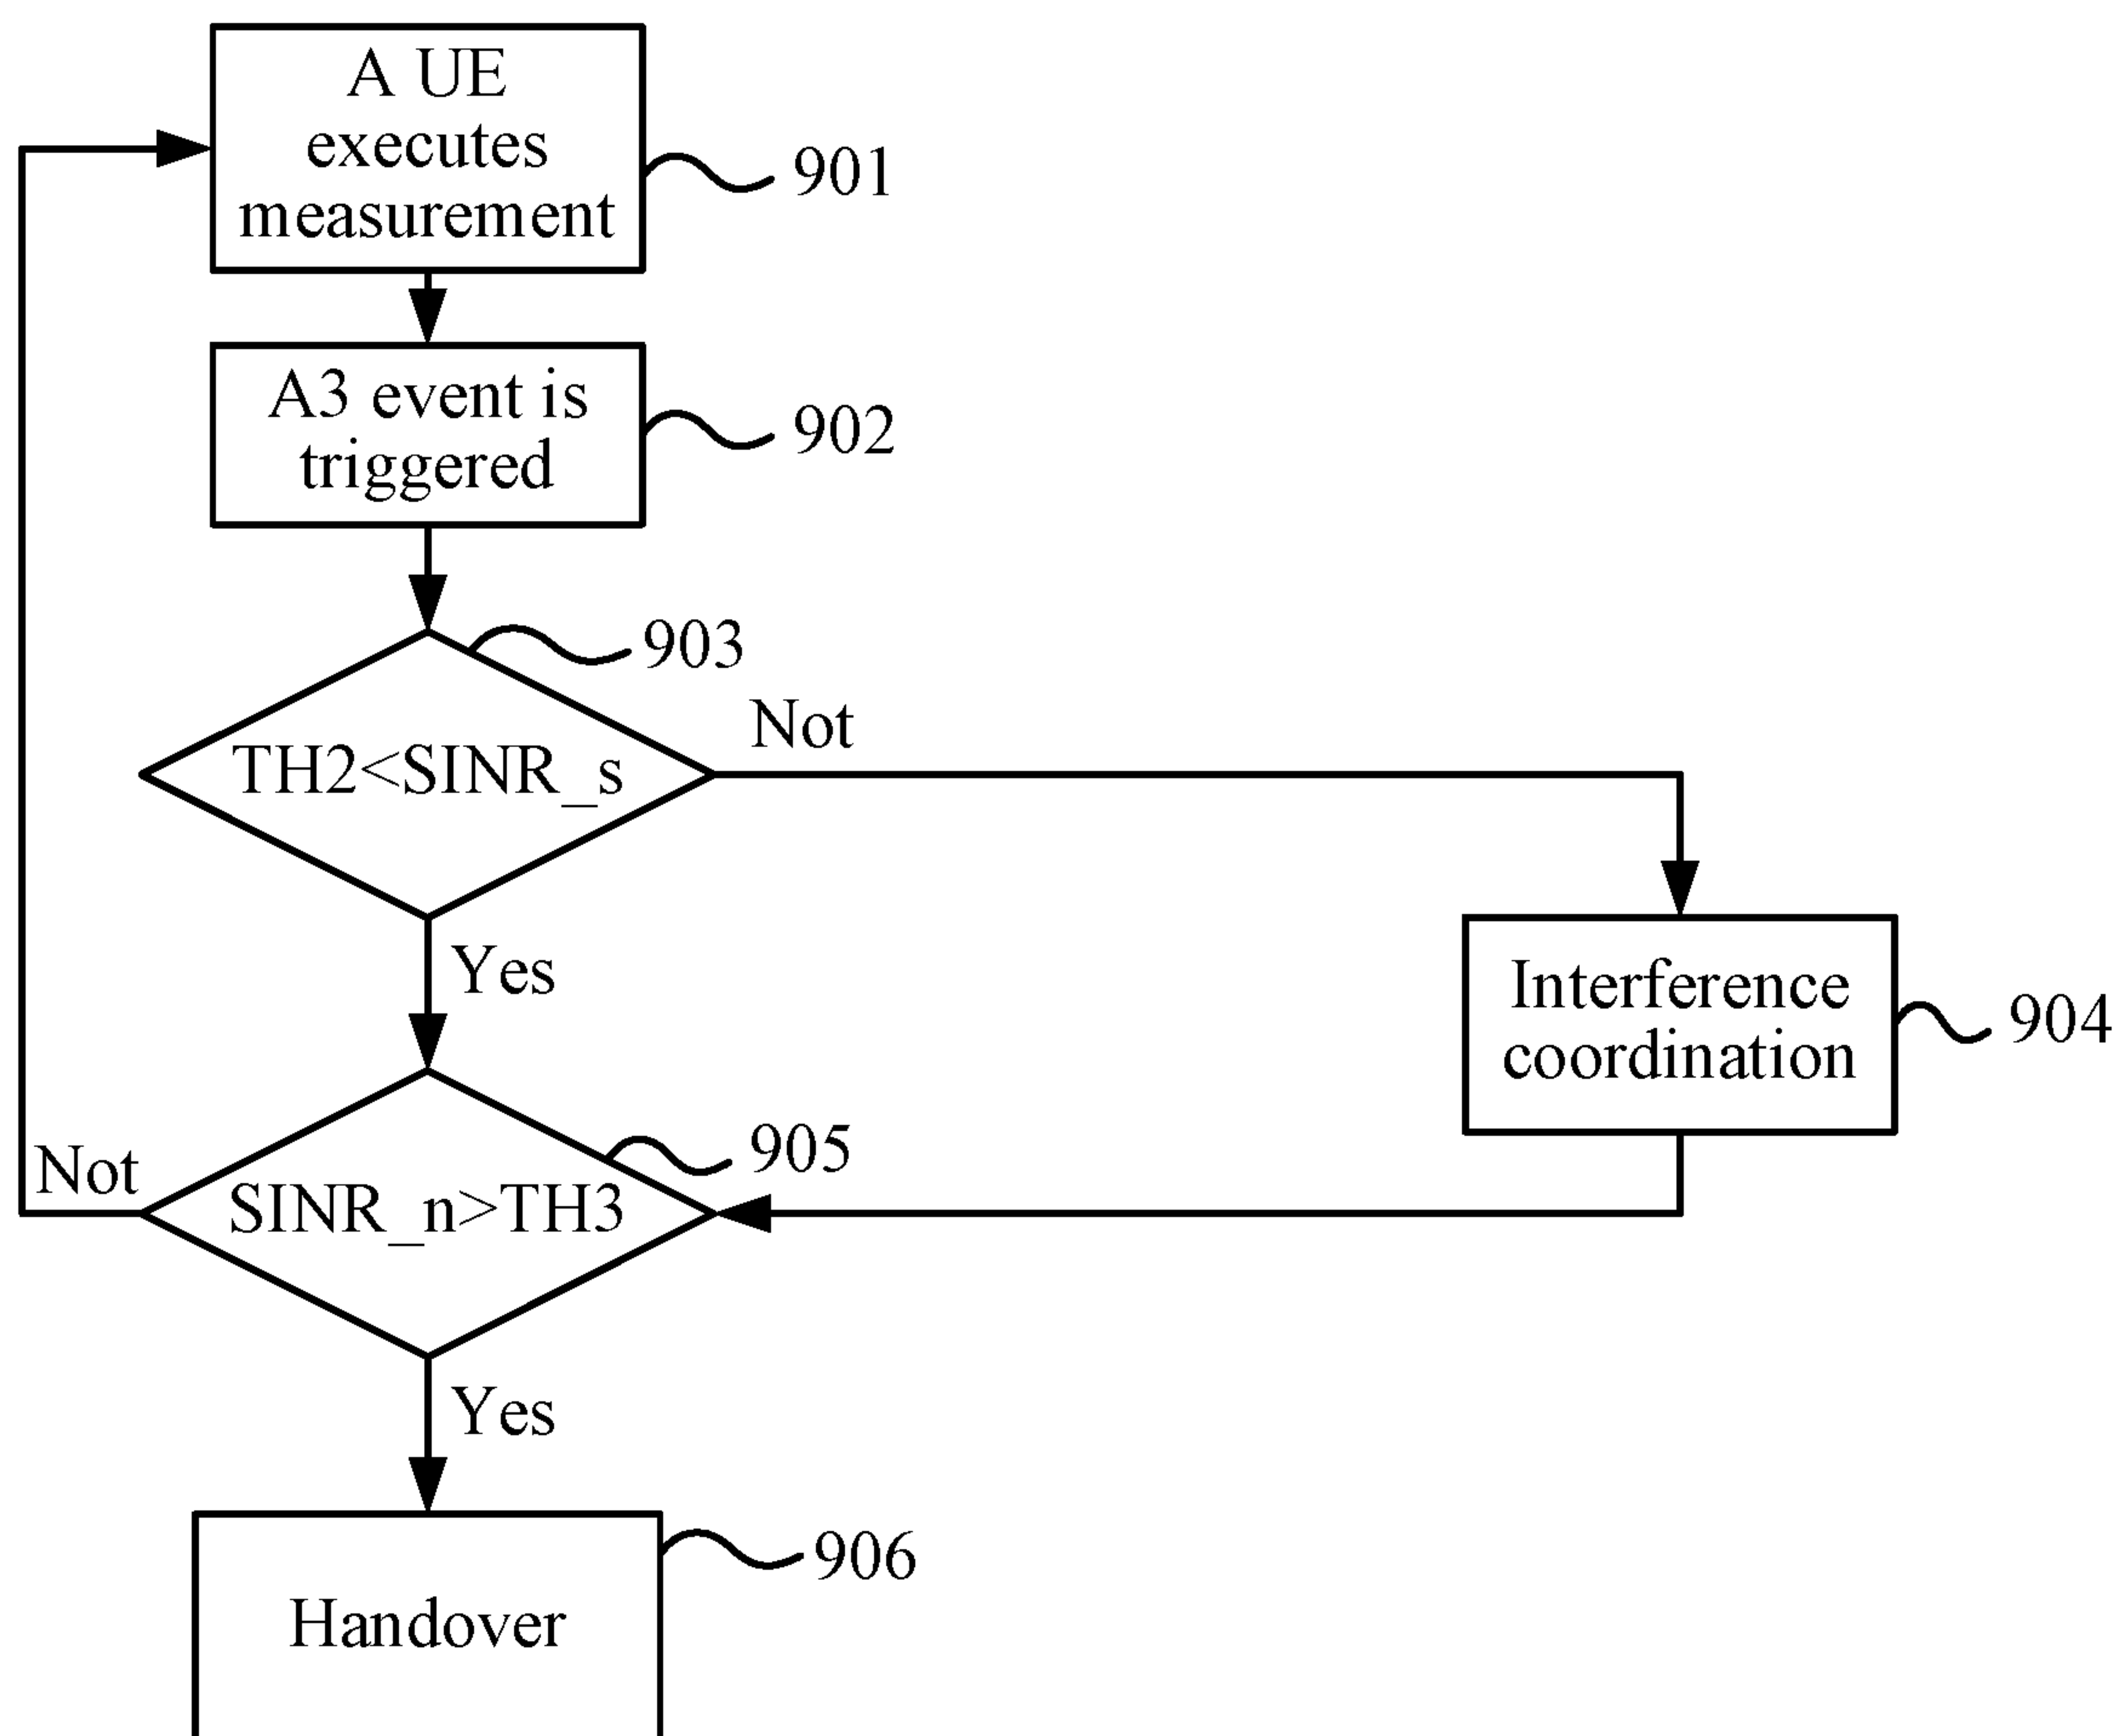 A UE
executes
measurement
901
A3 event is
triggered
902
903
TH2<SINR_s
Not
Yes
Interference
coordination
904
905
Not
SINR_n>TH3
Yes
906
Handover